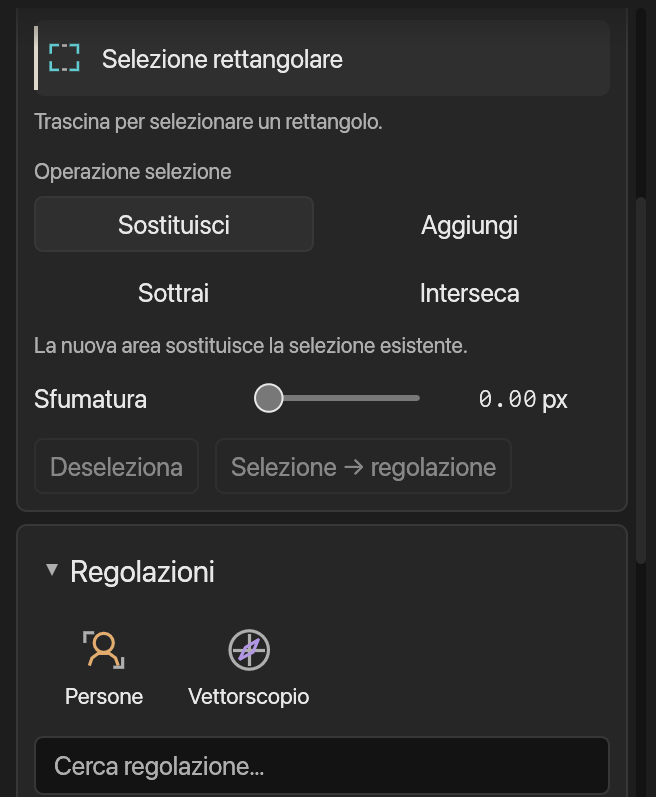 Selezione rettangolare
Trascina per selezionare un rettangolo.
Operazione selezione
Sostituisci Aggiungi
Sottrai Interseca
La nuova area sostituisce la selezione esistente.
Sfumatura 0.00 px
Deseleziona Selezione → regolazione
▼ Regolazioni
Persone Vettorscopio
Cerca regolazione...